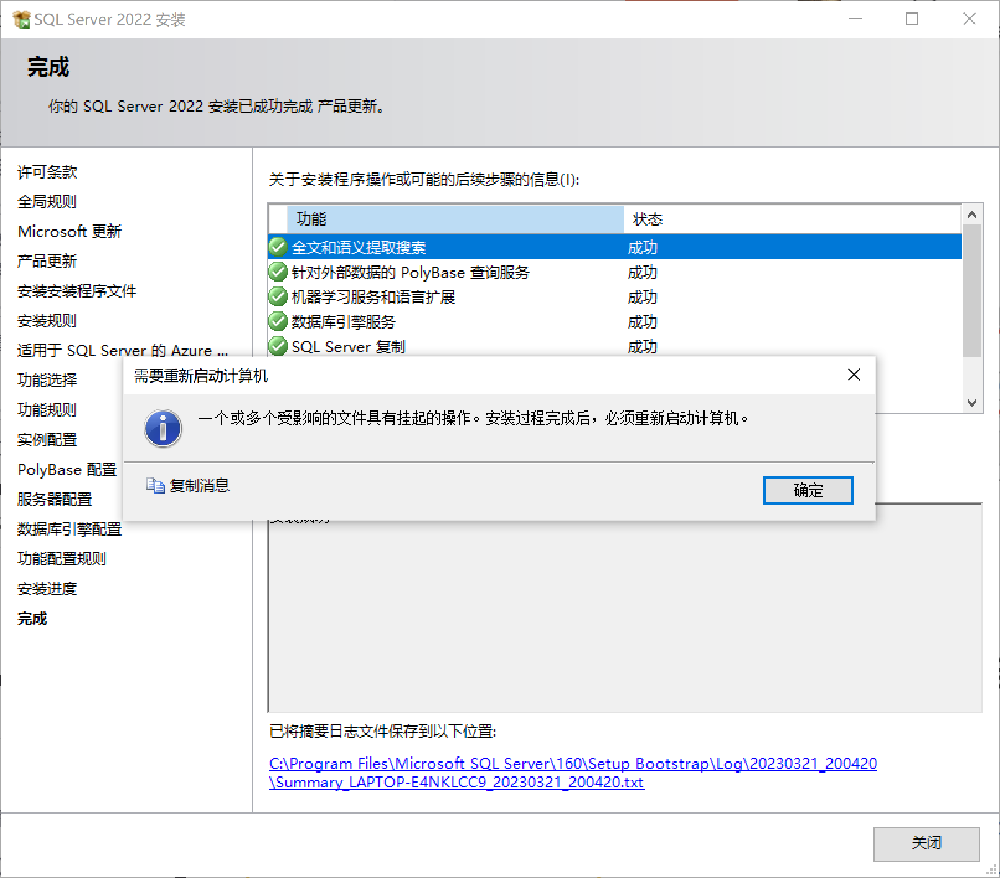 SQL Server 2022 安装
完成
你的 SQL Server 2022 安装已成功完成 产品更新。
许可条款
全局规则
Microsoft 更新
产品更新
安装安装程序文件
安装规则
适用于 SQL Server 的 Azure ...
功能选择
功能规则
实例配置
PolyBase 配置
服务器配置
数据库引擎配置
功能配置规则
安装进度
完成
关于安装程序操作或可能的后续步骤的信息(I):
功能 状态
全文和语义提取搜索 成功
针对外部数据的 PolyBase 查询服务 成功
机器学习服务和语言扩展 成功
数据库引擎服务 成功
SQL Server 复制 成功
需要重新启动计算机
一个或多个受影响的文件具有挂起的操作。安装过程完成后，必须重新启动计算机。
复制消息
确定
已将摘要日志文件保存到以下位置:
C:\Program Files\Microsoft SQL Server\160\Setup Bootstrap\Log\20230321_200420
\Summary_LAPTOP-E4NKLCC9_20230321_200420.txt
关闭